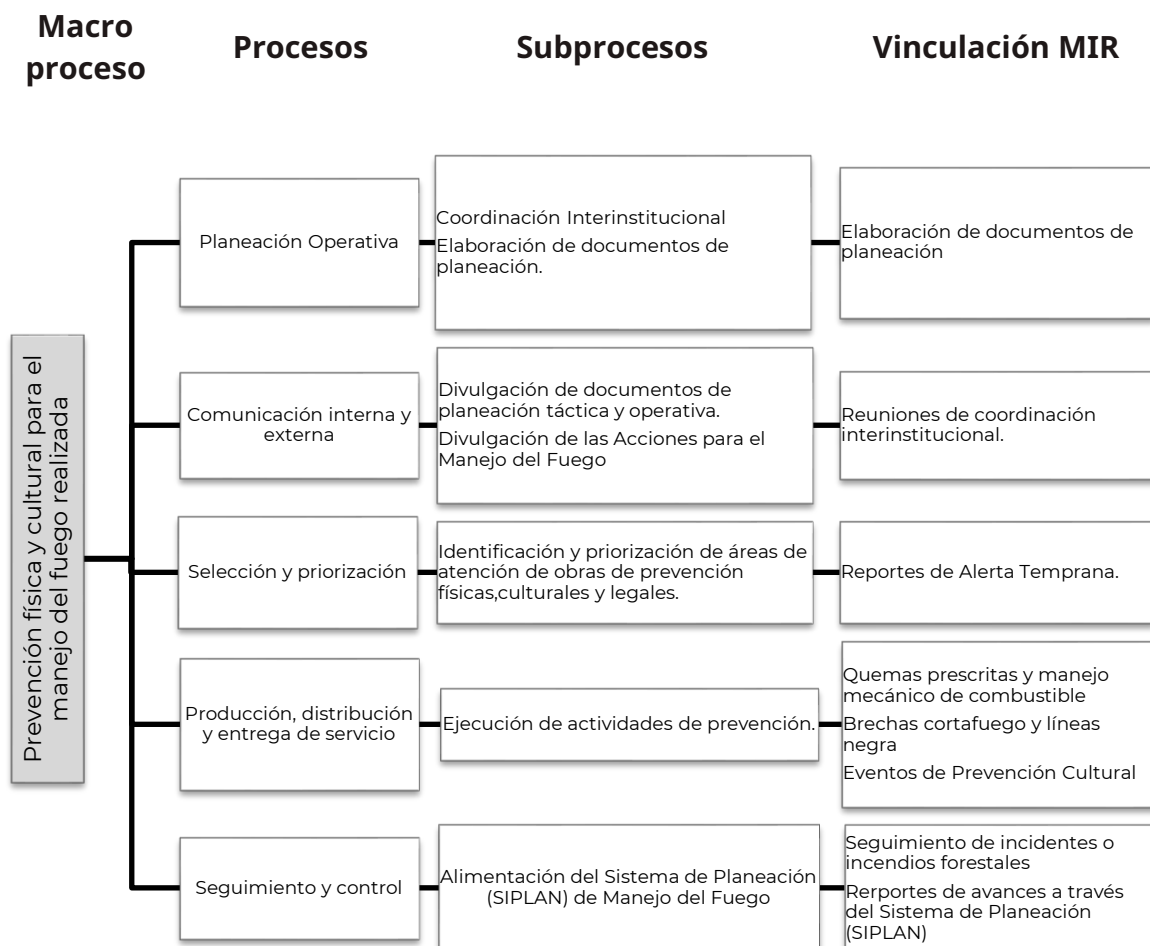 Macro
proceso
Procesos
Subprocesos
Vinculación MIR
Prevención física y cultural para el
manejo del fuego realizada
Planeación Operativa
Coordinación Interinstitucional
Elaboración de documentos de
planeación.
Elaboración de documentos de
planeación
Comunicación interna y
externa
Divulgación de documentos de
planeación táctica y operativa.
Divulgación de las Acciones para el
Manejo del Fuego
Reuniones de coordinación
interinstitucional.
Selección y priorización
Identificación y priorización de áreas de
atención de obras de prevención
físicas,culturales y legales.
Reportes de Alerta Temprana.
Producción, distribución
y entrega de servicio
Ejecución de actividades de prevención.
Quemas prescritas y manejo
mecánico de combustible
Brechas cortafuego y líneas
negra
Eventos de Prevención Cultural
Seguimiento y control
Alimentación del Sistema de Planeación
(SIPLAN) de Manejo del Fuego
Seguimiento de incidentes o
incendios forestales
Rerportes de avances a través
del Sistema de Planeación
(SIPLAN)